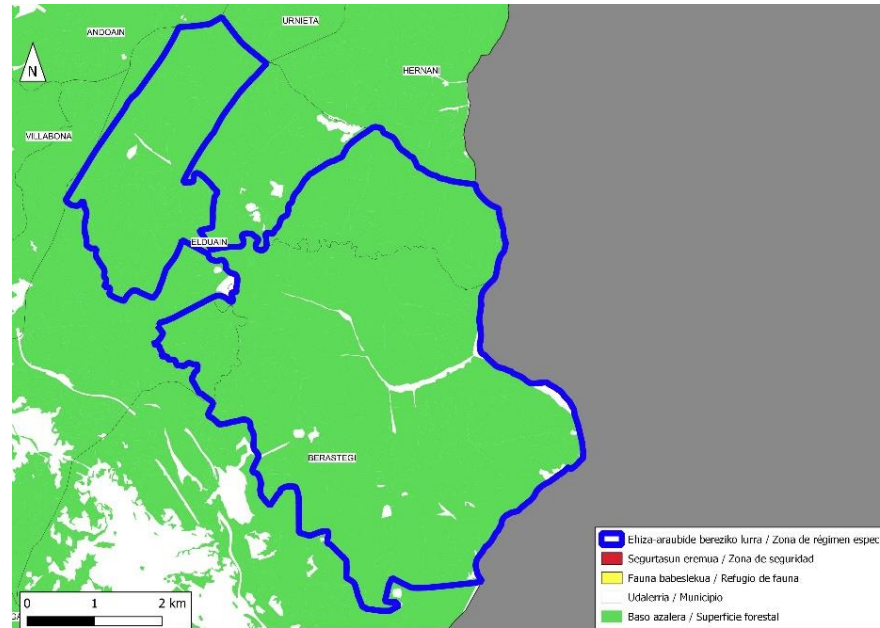 URNIETA
ANDOAIN
N
HERNANI
VILLABONA
ELDUAIN
BERASTEGI
0 1 2 km
Ehiza-araubide bereziko lurra / Zona de régimen espec
Segurtasun eremua / Zona de seguridad
Fauna babeslekua / Refugio de fauna
Udalerria / Municipio
Baso azalera / Superficie forestal